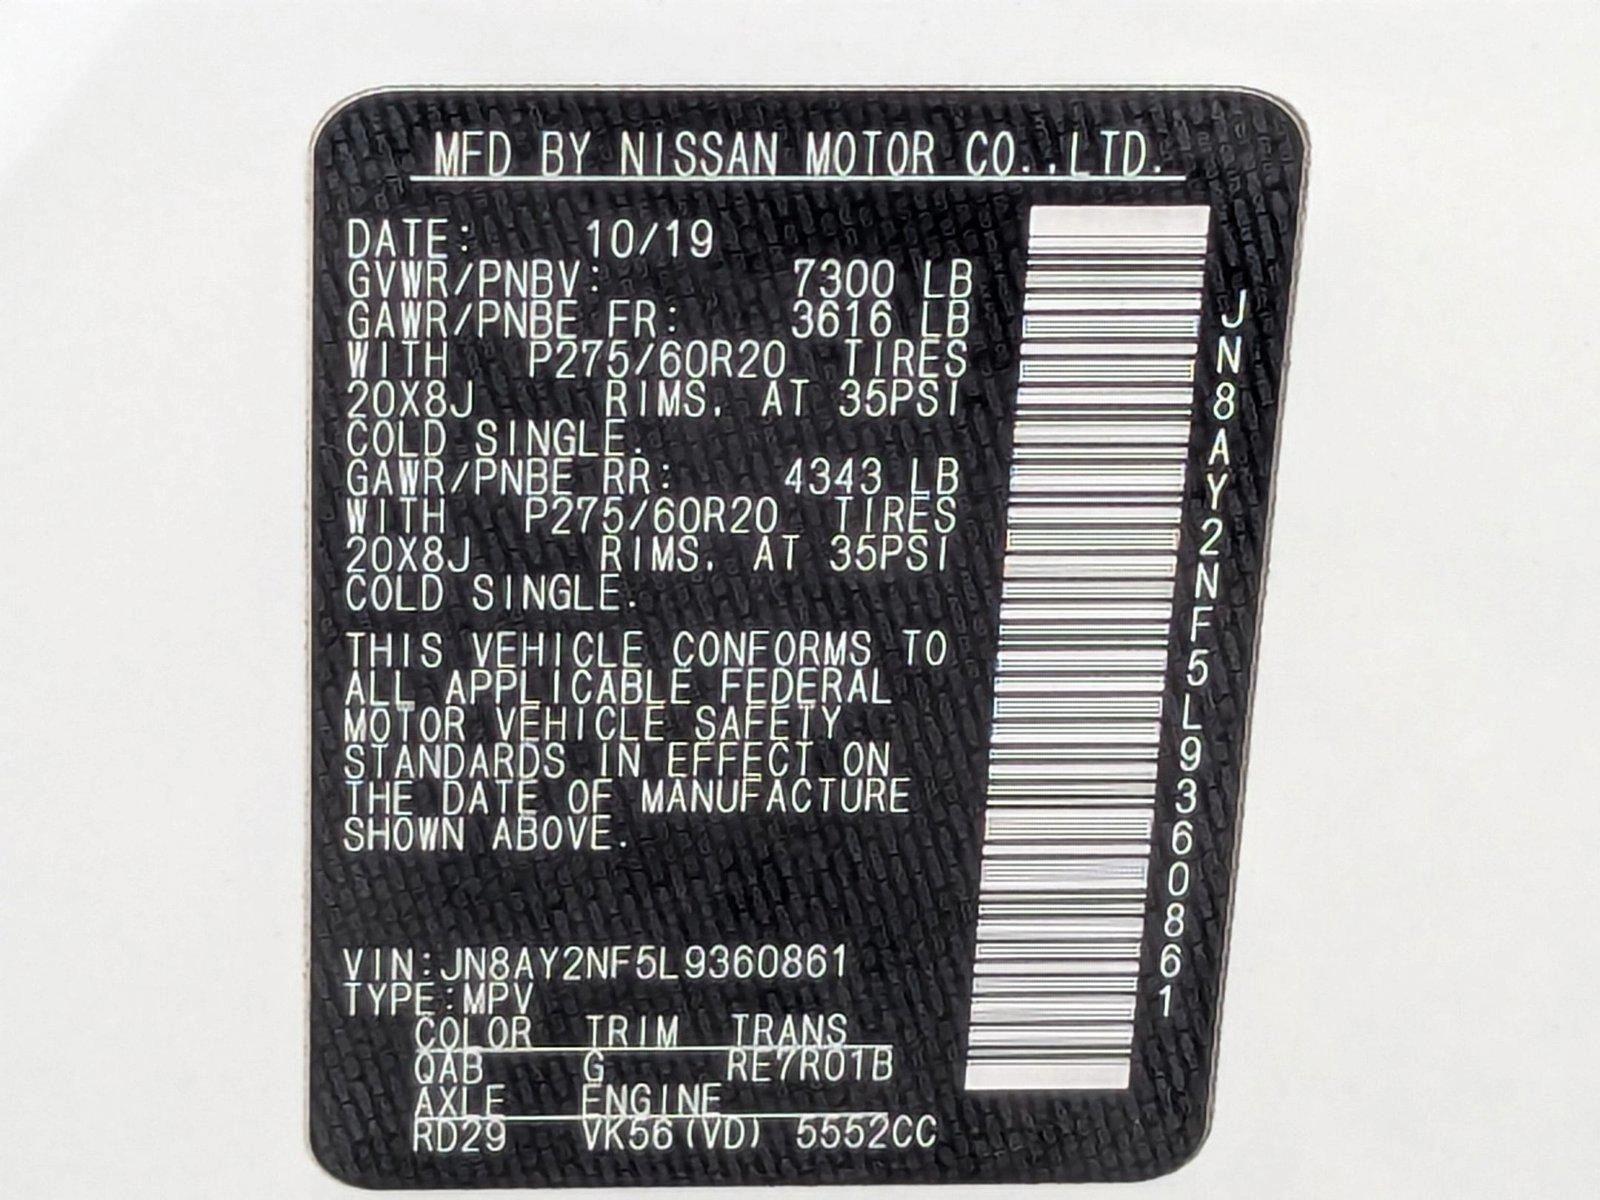 MFD BY NISSAN MOTOR CO.,LTD.
DATE: 10/19
GVWR/PNBV: 7300 LB
GAWR/PNBE FR: 3616 LB
WITH P275/60R20 TIRES
20X8J RIMS, AT 35PSI
COLD SINGLE.
GAWR/PNBE RR: 4343 LB
WITH P275/60R20 TIRES
20X8J RIMS, AT 35PSI
COLD SINGLE.
THIS VEHICLE CONFORMS TO
ALL APPLICABLE FEDERAL
MOTOR VEHICLE SAFETY
STANDARDS IN EFFECT ON
THE DATE OF MANUFACTURE
SHOWN ABOVE.
VIN:JN8AY2NF5L9360861
TYPE:MPV
COLOR TRIM TRANS
QAB G RE7R01B
AXLE ENGINE
RD29 VK56(VD) 5552CC
JN8AY2NF5L9360861